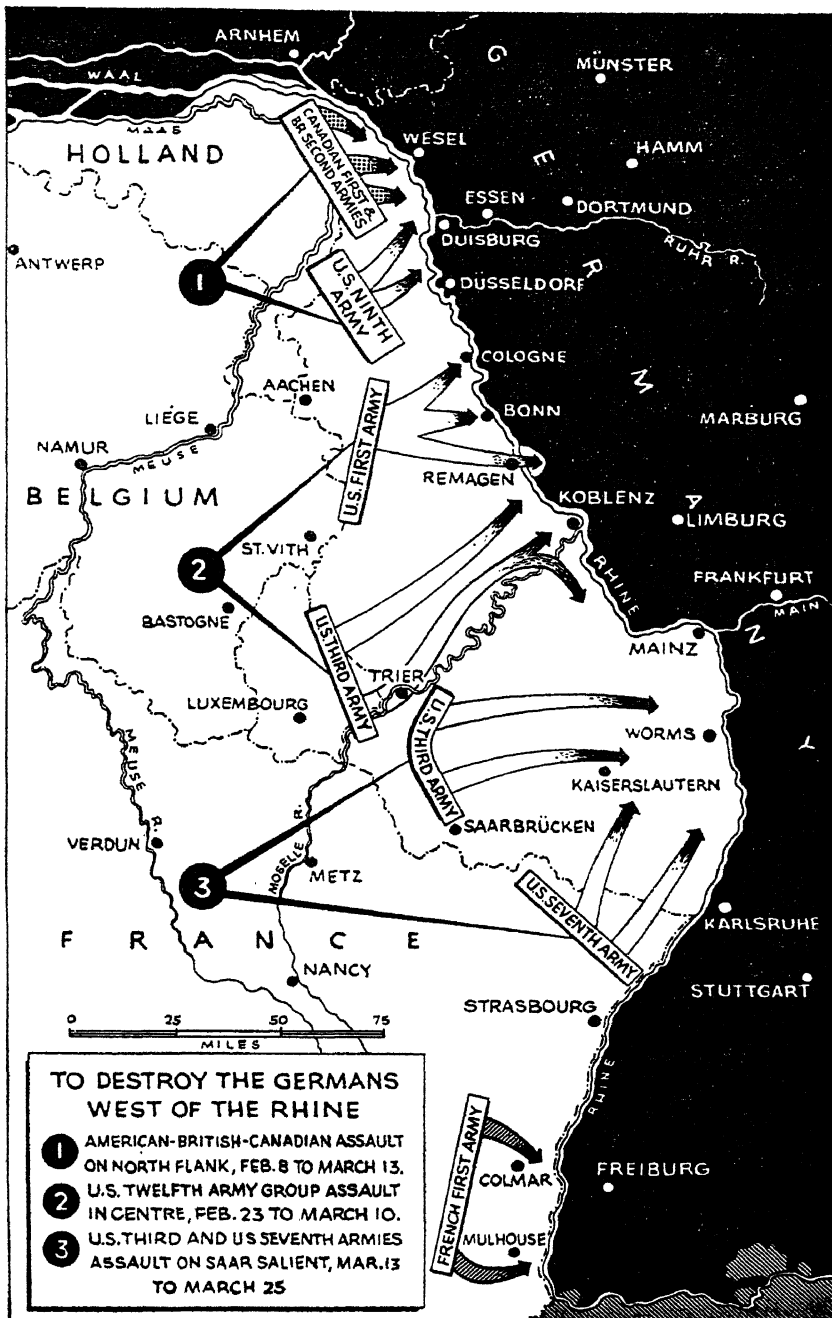 ARNHEM
WAAL
MAAS
HOLLAND
ANTWERP
GERMANY
MÜNSTER
WESEL
HAMM
ESSEN
DORTMUND
DUISBURG
RUHR R.
DÜSSELDORF
CANADIAN FIRST &
BR SECOND ARMIES
1
U.S. NINTH
ARMY
COLOGNE
AACHEN
BONN
MARBURG
LIÉGE
NAMUR
MEUSE
U.S. FIRST ARMY
REMAGEN
BELGIUM
KOBLENZ
LIMBURG
ST. VITH
2
RHINE
FRANKFURT
MAIN
BASTOGNE
MAINZ
U.S. THIRD ARMY
TRIER
LUXEMBOURG
U.S. THIRD ARMY
WORMS
MEUSE R.
KAISERSLAUTERN
SAARBRÜCKEN
VERDUN
MOSELLE R.
METZ
3
U.S. SEVENTH ARMY
KARLSRUHE
FRANCE
NANCY
STUTTGART
STRASBOURG
0 25 50 75
MILES
RHINE
FRENCH FIRST ARMY
COLMAR
FREIBURG
MULHOUSE
TO DESTROY THE GERMANS
WEST OF THE RHINE
1 AMERICAN-BRITISH-CANADIAN ASSAULT
ON NORTH FLANK, FEB. 8 TO MARCH 13.
2 U.S. TWELFTH ARMY GROUP ASSAULT
IN CENTRE, FEB. 23 TO MARCH 10.
3 U.S. THIRD AND US SEVENTH ARMIES
ASSAULT ON SAAR SALIENT, MAR. 13
TO MARCH 25